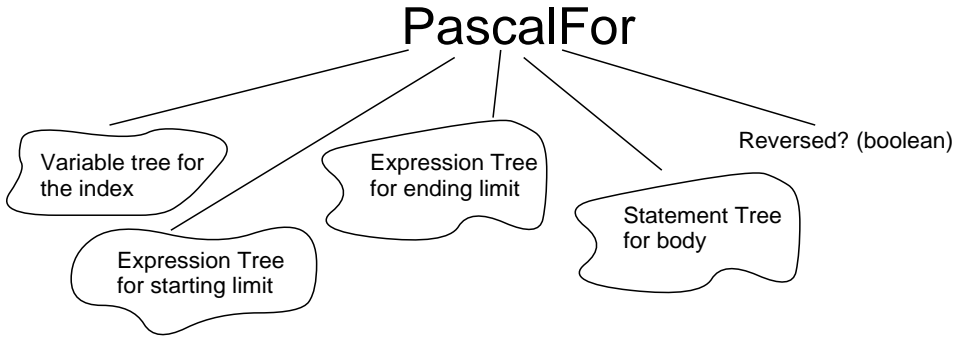 PascalFor
Variable tree for
the index
Expression Tree
for starting limit
Expression Tree
for ending limit
Statement Tree
for body
Reversed? (boolean)